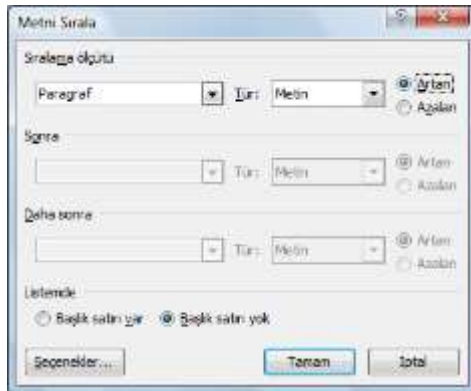 Metni Sırala
Sıralama ölçütü
Paragraf Tür: Metin Artan
Azalan
Sonra
Tür: Metin Artan
Azalan
Daha sonra
Tür: Metin Artan
Azalan
Listemde
Başlık satırı var Başlık satırı yok
Seçenekler... Tamam İptal